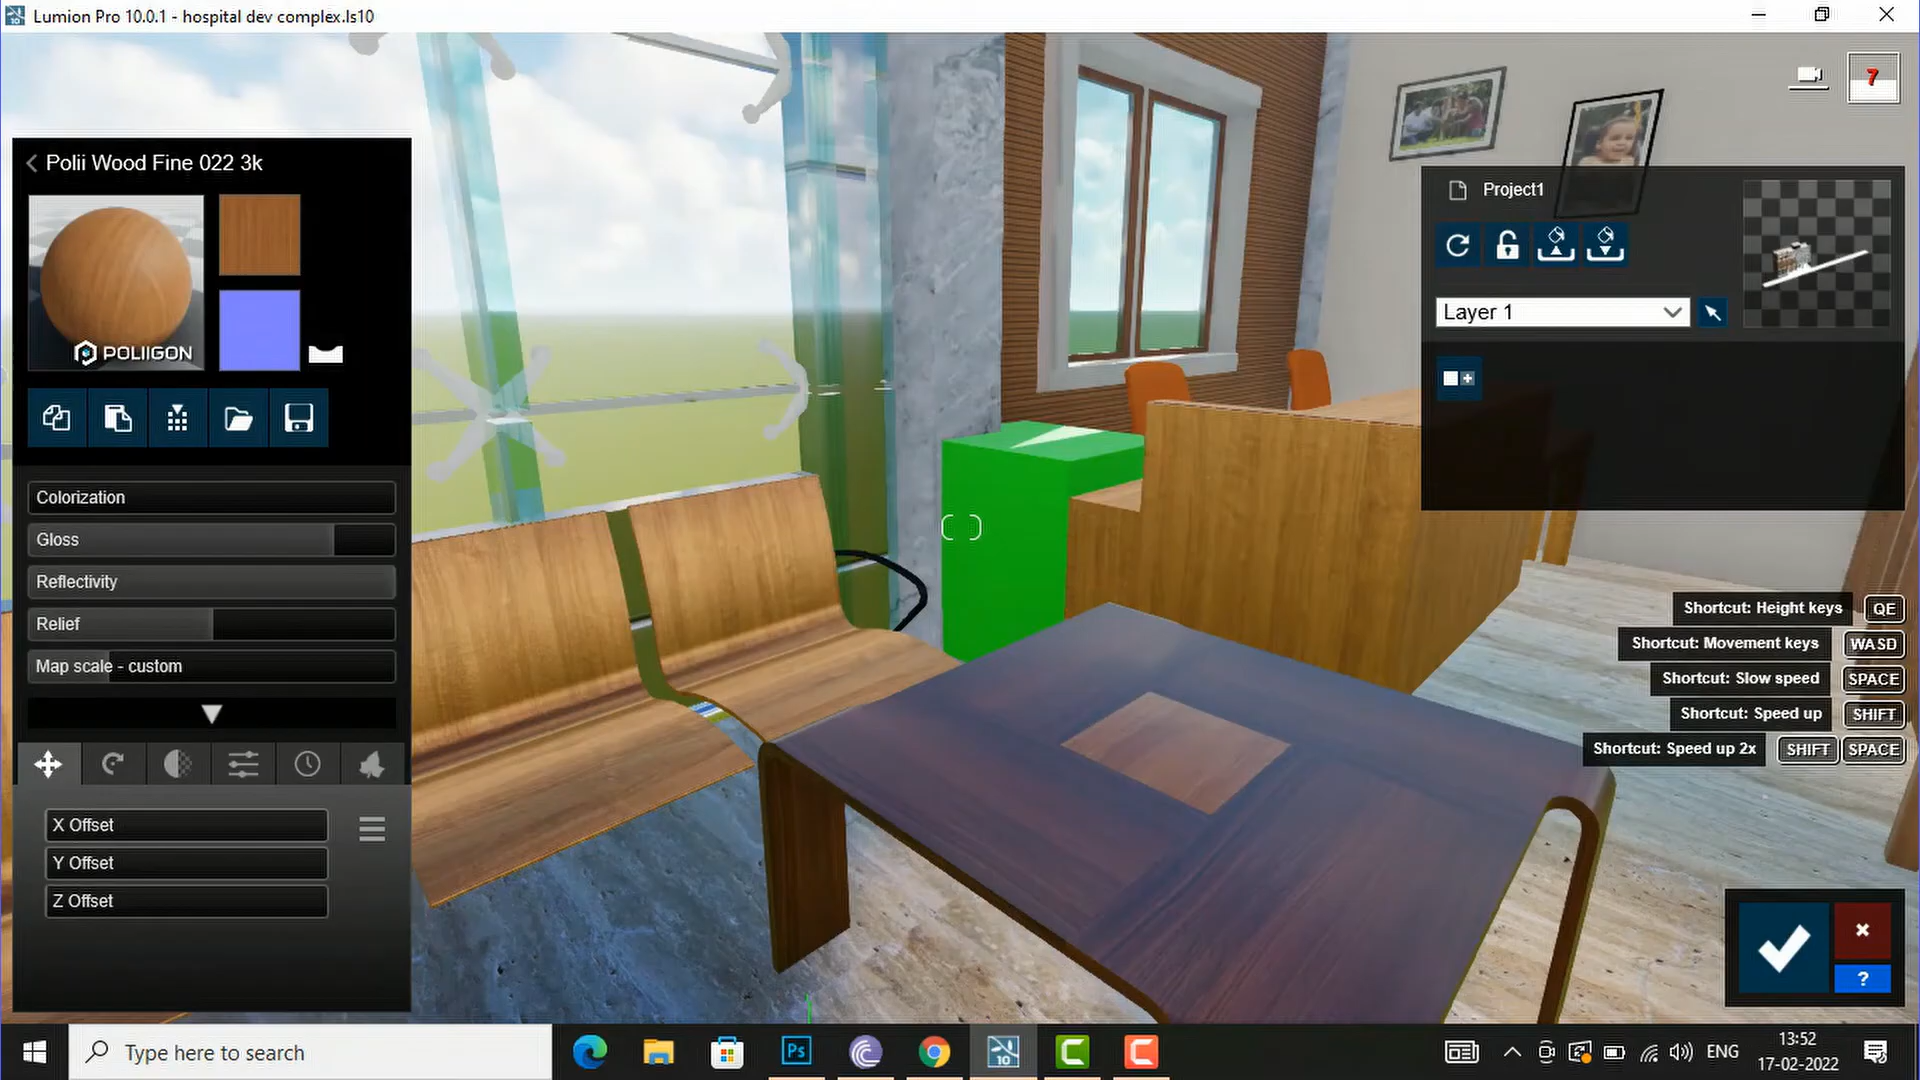 Lumion Pro 10.0.1 - hospital dev complex.ls10
7
Polii Wood Fine 022 3k
POLIIGON
Colorization
Gloss
Reflectivity
Relief
Map scale - custom
X Offset
Y Offset
Z Offset
Project1
Layer 1
Shortcut: Height keys QE
Shortcut: Movement keys WASD
Shortcut: Slow speed SPACE
Shortcut: Speed up SHIFT
Shortcut: Speed up 2x SHIFT SPACE
?
Type here to search
Ps
10
ENG
13:52
17-02-2022